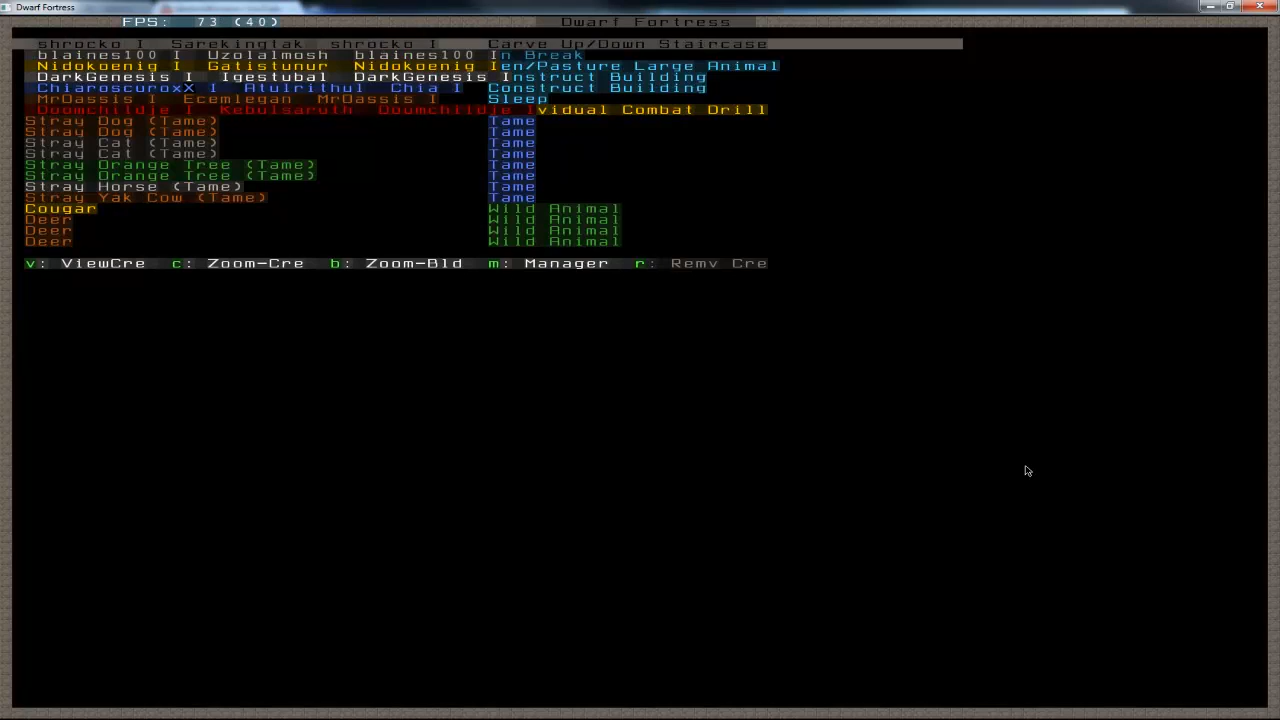 Dwarf Fortress
FPS: 73 (40) Dwarf Fortress
shrocko I Sarekinglak shrocko I Carve Up/Down Staircase
blaines100 I Uzolalmosh blaines100 In Break
Nidokoenig I Gatistunur Nidokoenig Ien/Pasture Large Animal
DarkGenesis I Igestubal DarkGenesis Instruct Building
ChiaroscuroxX I Atulrithul Chia I Construct Building
MrOassis I Ecemlegan MrOassis I Sleep
Doomchildje I Kebulsaruth Doomchildje Ividual Combat Drill
Stray Dog (Tame) Tame
Stray Dog (Tame) Tame
Stray Cat (Tame) Tame
Stray Cat (Tame) Tame
Stray Orange Tree (Tame) Tame
Stray Orange Tree (Tame) Tame
Stray Horse (Tame) Tame
Stray Yak Cow (Tame) Tame
Cougar Wild Animal
Deer Wild Animal
Deer Wild Animal
Deer Wild Animal
v: ViewCre c: Zoom-Cre b: Zoom-Bld m: Manager r: Remv Cre